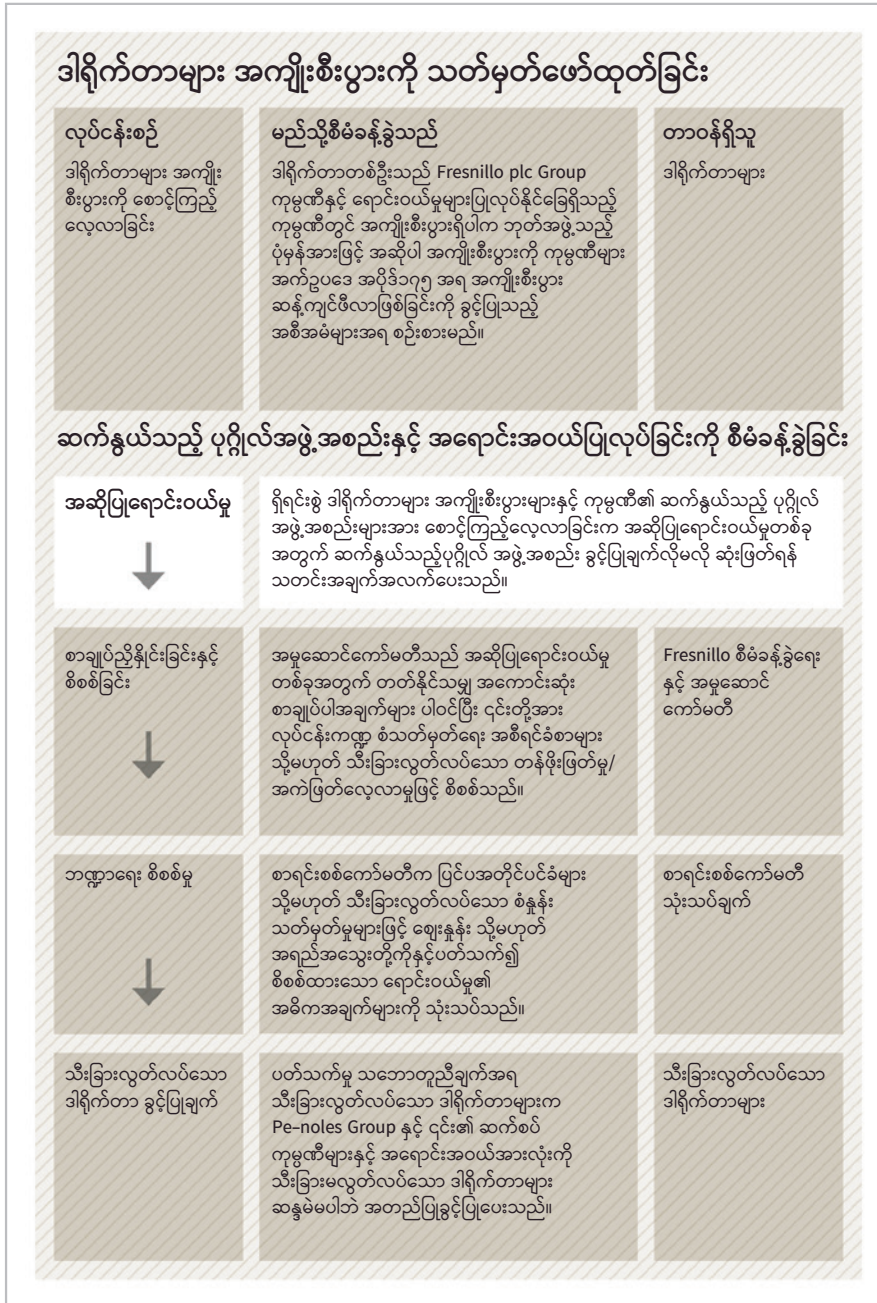 ဒါရိုက်တာများ အကျိုးစီးပွားကို သတ်မှတ်ဖော်ထုတ်ခြင်း
လုပ်ငန်းစဉ်
ဒါရိုက်တာများ အကျိုး
စီးပွားကို စောင့်ကြည့်
လေ့လာခြင်း
မည်သို့စီမံခန့်ခွဲသည်
ဒါရိုက်တာတစ်ဦးသည် Fresnillo plc Group
ကုမ္ပဏီနှင့် ရောင်းဝယ်မှုများပြုလုပ်နိုင်ခြေရှိသည့်
ကုမ္ပဏီတွင် အကျိုးစီးပွားရှိပါက ဘုတ်အဖွဲ့သည်
ပုံမှန်အားဖြင့် အဆိုပါ အကျိုးစီးပွားကို ကုမ္ပဏီများ
အက်ဥပဒေ အပိုဒ်၁၇၅ အရ အကျိုးစီးပွား
ဆန့်ကျင်ဖီလာဖြစ်ခြင်းကို ခွင့်ပြုသည့်
အစီအမံများအရ စဉ်းစားမည်။
တာဝန်ရှိသူ
ဒါရိုက်တာများ
ဆက်နွယ်သည့် ပုဂ္ဂိုလ်အဖွဲ့အစည်းနှင့် အရောင်းအဝယ်ပြုလုပ်ခြင်းကို စီမံခန့်ခွဲခြင်း
အဆိုပြုရောင်းဝယ်မှု
ရှိရင်းစွဲ ဒါရိုက်တာများ အကျိုးစီးပွားများနှင့် ကုမ္ပဏီ၏ ဆက်နွယ်သည့် ပုဂ္ဂိုလ်
အဖွဲ့အစည်းများအား စောင့်ကြည့်လေ့လာခြင်းက အဆိုပြုရောင်းဝယ်မှုတစ်ခု
အတွက် ဆက်နွယ်သည့်ပုဂ္ဂိုလ် အဖွဲ့အစည်း ခွင့်ပြုချက်လိုမလို ဆုံးဖြတ်ရန်
သတင်းအချက်အလက်ပေးသည်။
စာချုပ်ညှိနှိုင်းခြင်းနှင့်
စိစစ်ခြင်း
အမှုဆောင်ကော်မတီသည် အဆိုပြုရောင်းဝယ်မှု
တစ်ခုအတွက် တတ်နိုင်သမျှ အကောင်းဆုံး
စာချုပ်ပါအချက်များ ပါဝင်ပြီး ၎င်းတို့အား
လုပ်ငန်းကဏ္ဍ စံသတ်မှတ်ရေး အစီရင်ခံစာများ
သို့မဟုတ် သီးခြားလွတ်လပ်သော တန်ဖိုးဖြတ်မှု/
အကဲဖြတ်လေ့လာမှုဖြင့် စိစစ်သည်။
Fresnillo စီမံခန့်ခွဲရေး
နှင့် အမှုဆောင်
ကော်မတီ
ဘဏ္ဍာရေး စိစစ်မှု
စာရင်းစစ်ကော်မတီက ပြင်ပအတိုင်ပင်ခံများ
သို့မဟုတ် သီးခြားလွတ်လပ်သော စံနှုန်း
သတ်မှတ်မှုများဖြင့် ဈေးနှုန်း သို့မဟုတ်
အရည်အသွေးတို့ကိုနှင့်ပတ်သက်၍
စိစစ်ထားသော ရောင်းဝယ်မှု၏
အဓိကအချက်များကို သုံးသပ်သည်။
စာရင်းစစ်ကော်မတီ
သုံးသပ်ချက်
သီးခြားလွတ်လပ်သော
ဒါရိုက်တာ ခွင့်ပြုချက်
ပတ်သက်မှု သဘောတူညီချက်အရ
သီးခြားလွတ်လပ်သော ဒါရိုက်တာများက
Pe-noles Group နှင့် ၎င်း၏ ဆက်စပ်
ကုမ္ပဏီများနှင့် အရောင်းအဝယ်အားလုံးကို
သီးခြားမလွတ်လပ်သော ဒါရိုက်တာများ
ဆန္ဒမဲမပါဘဲ အတည်ပြုခွင့်ပြုပေးသည်။
သီးခြားလွတ်လပ်သော
ဒါရိုက်တာများ